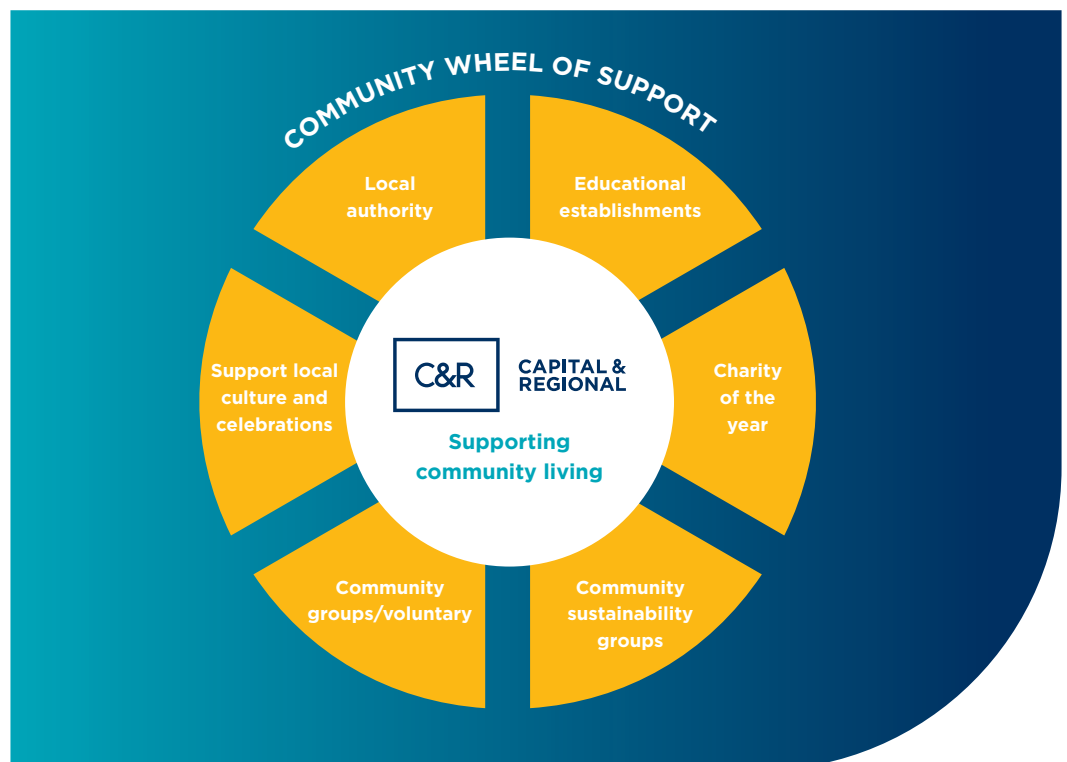 COMMUNITY WHEEL OF SUPPORT
Local
authority
Educational
establishments
Support local
culture and
celebrations
C&R
CAPITAL &
REGIONAL
Supporting
community living
Charity
of the
year
Community
groups/voluntary
Community
sustainability
groups